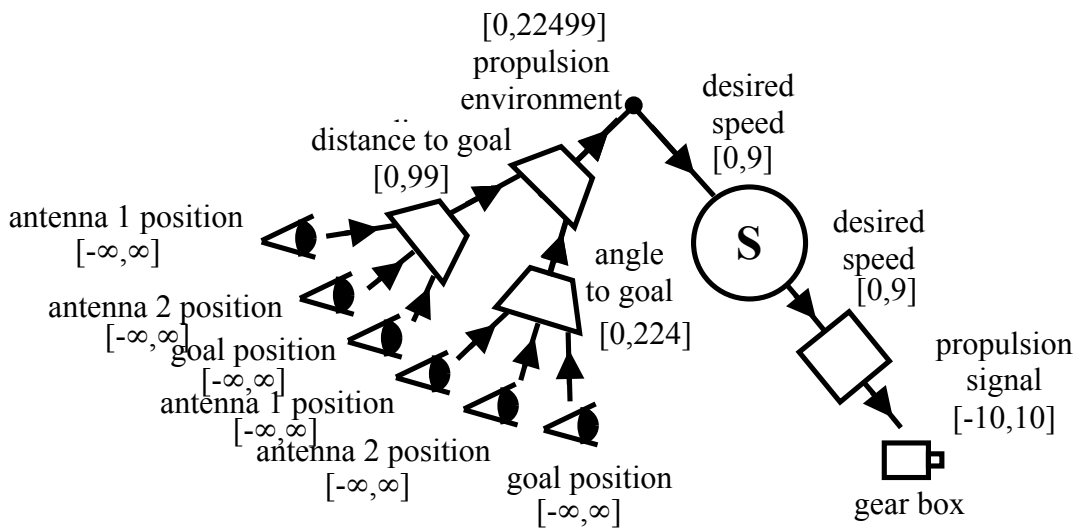 [0,22499]
propulsion
environment
desired
speed
[0,9]
distance to goal
[0,99]
antenna 1 position
[-∞,∞]
S
desired
speed
[0,9]
angle
to goal
[0,224]
antenna 2 position
[-∞,∞]
goal position
[-∞,∞]
propulsion
signal
[-10,10]
antenna 1 position
[-∞,∞]
antenna 2 position
[-∞,∞]
goal position
[-∞,∞]
gear box